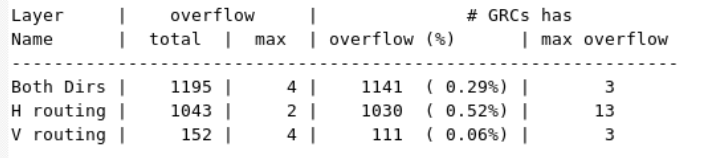 Layer | overflow | # GRCs has
Name | total | max | overflow (%) | max overflow
--------------------------------------------------------------------------------
Both Dirs | 1195 | 4 | 1141 ( 0.29%) | 3
H routing | 1043 | 2 | 1030 ( 0.52%) | 13
V routing | 152 | 4 | 111 ( 0.06%) | 3